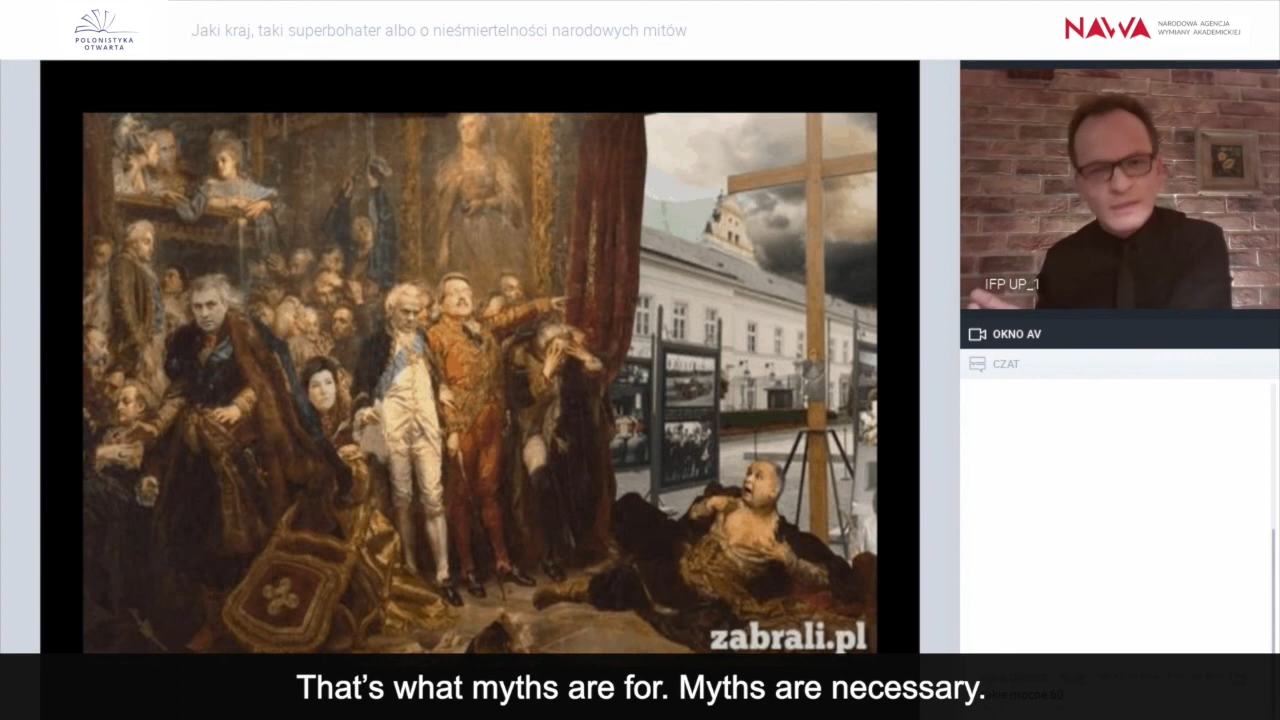 POLONISTYKA
OTWARTA
Jaki kraj, taki superbohater albo o nieśmiertelności narodowych mitów
NAWA
NARODOWA AGENCJA
WYMIANY AKADEMICKIEJ
IFP UP_1
OKNO AV
CZAT
zabrali.pl
That's what myths are for. Myths are necessary.